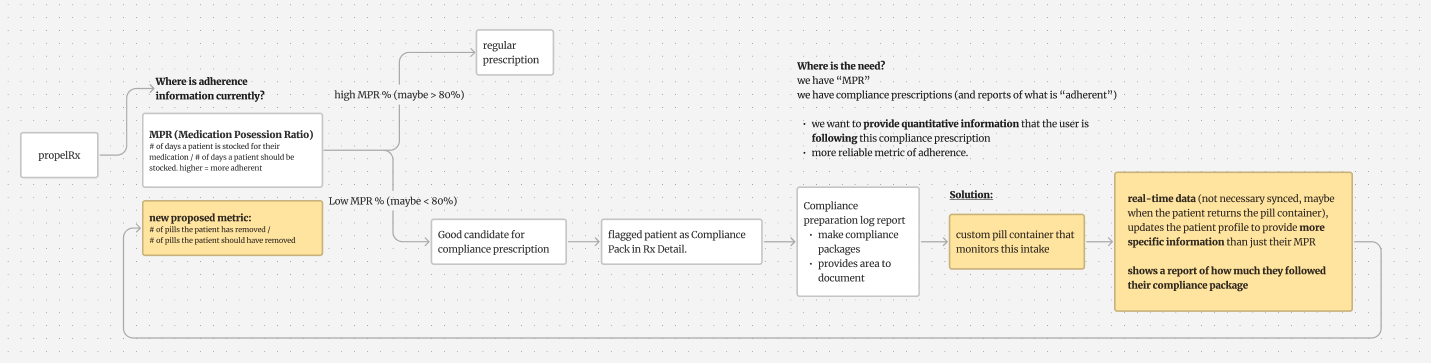 propelRx
Where is adherence
information currently?
MPR (Medication Posession Ratio)
# of days a patient is stocked for their
medication / # of days a patient should be
stocked. higher = more adherent
new proposed metric:
# of pills the patient has removed /
# of pills the patient should have removed
high MPR % (maybe > 80%)
regular
prescription
Low MPR % (maybe < 80%)
Good candidate for
compliance prescription
flagged patient as Compliance
Pack in Rx Detail.
Where is the need?
we have “MPR”
we have compliance prescriptions (and reports of what is “adherent”)
• we want to provide quantitative information that the user is
following this compliance prescription
• more reliable metric of adherence.
Compliance
preparation log report
• make compliance
packages
• provides area to
document
Solution:
custom pill container that
monitors this intake
real-time data (not necessary synced, maybe
when the patient returns the pill container),
updates the patient profile to provide more
specific information than just their MPR
shows a report of how much they followed
their compliance package